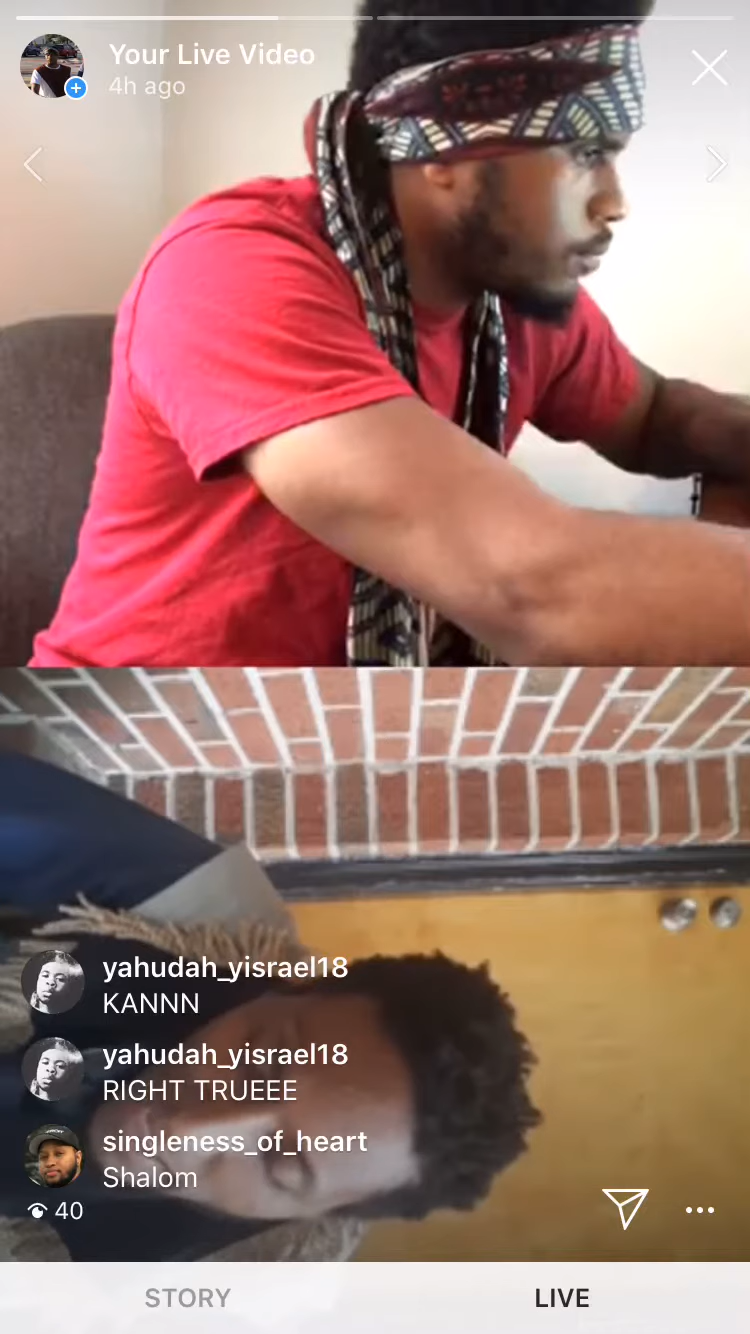 Your Live Video
4h ago
yahudah_yisrael18
KANNN
yahudah_yisrael18
RIGHT TRUEEE
singleness_of_heart
Shalom
40
STORY
LIVE